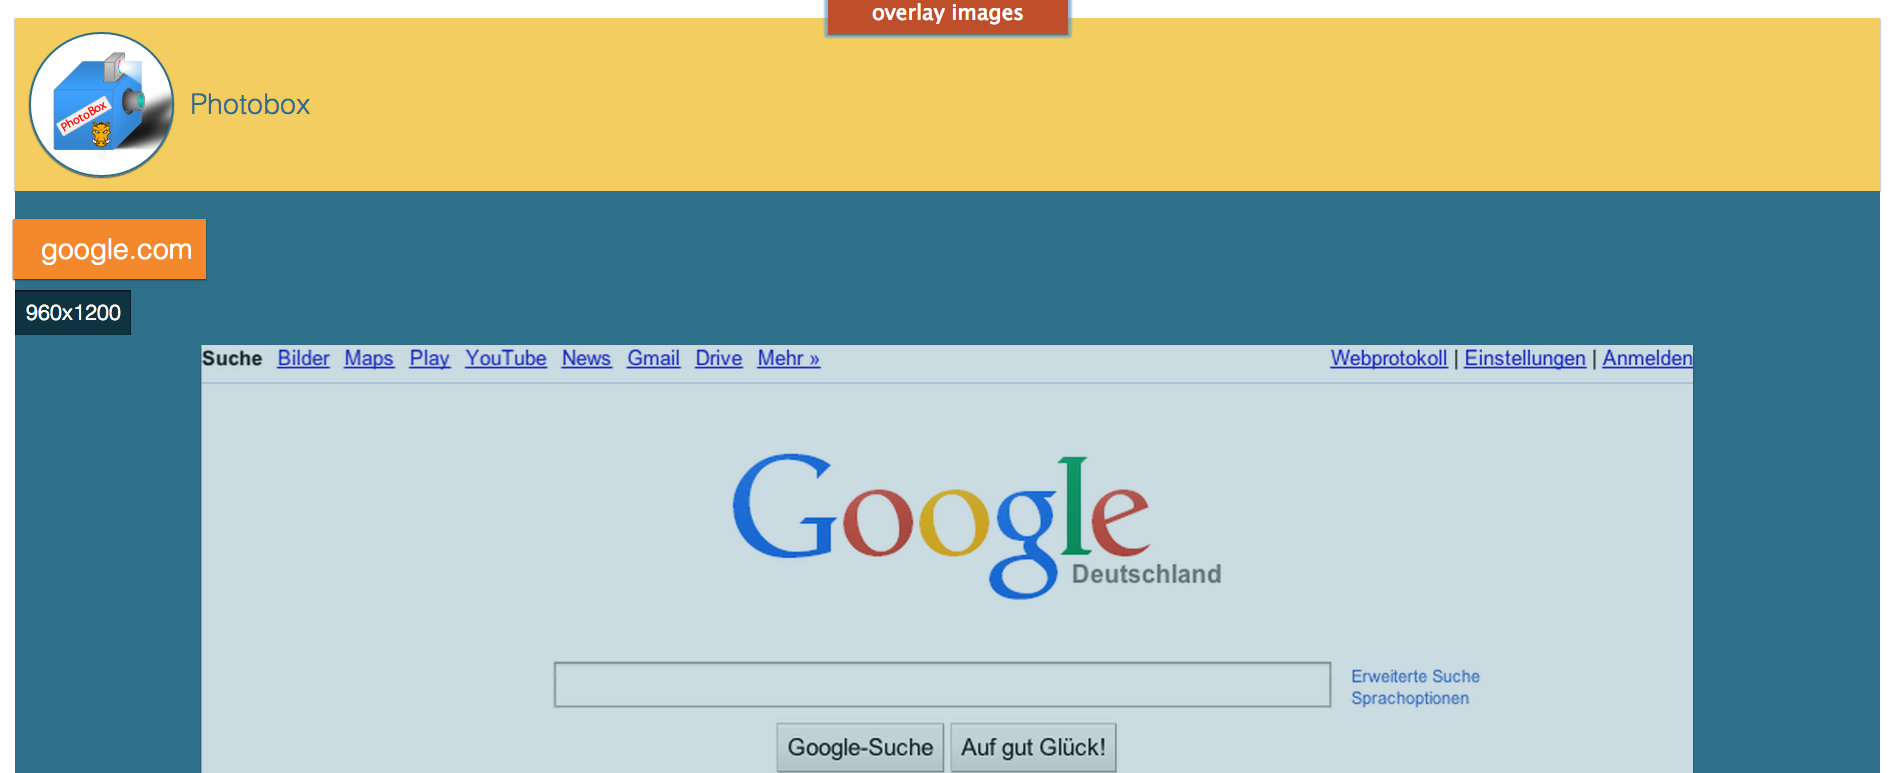 overlay images
PhotoBox
Photobox
google.com
960x1200
Suche Bilder Maps Play YouTube News Gmail Drive Mehr » Webprotokoll | Einstellungen | Anmelden
Google
Deutschland
Erweiterte Suche
Sprachoptionen
Google-Suche Auf gut Glück!